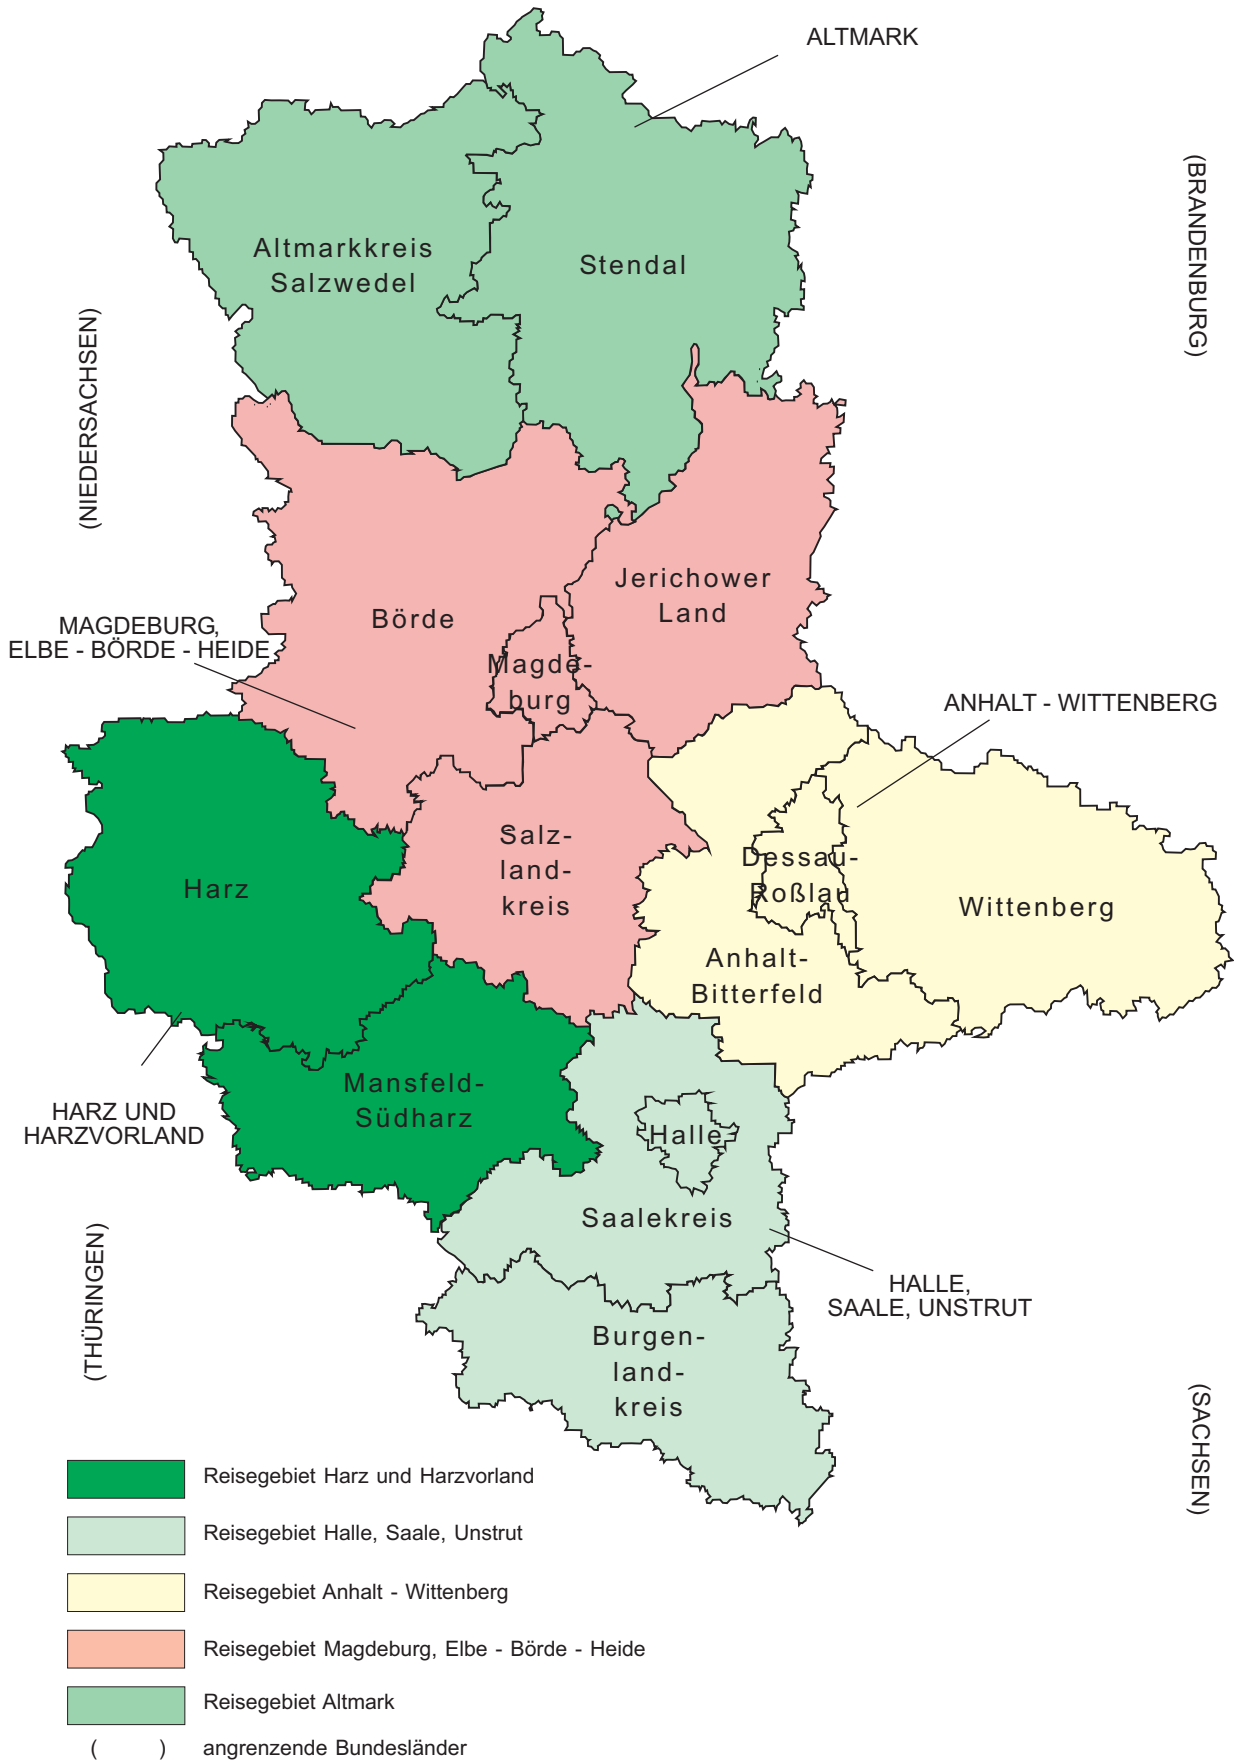 ALTMARK
(BRANDENBURG)
Altmarkkreis
Salzwedel
Stendal
(NIEDERSACHSEN)
Jerichower
Land
Börde
MAGDEBURG,
ELBE - BÖRDE - HEIDE
Magde-
burg
ANHALT - WITTENBERG
Salz-
land-
kreis
Dessau-
Roßlau
Harz
Wittenberg
Anhalt-
Bitterfeld
Mansfeld-
Südharz
HARZ UND
HARZVORLAND
Halle
Saalekreis
(THÜRINGEN)
HALLE,
SAALE, UNSTRUT
Burgen-
land-
kreis
(SACHSEN)
Reisegebiet Harz und Harzvorland
Reisegebiet Halle, Saale, Unstrut
Reisegebiet Anhalt - Wittenberg
Reisegebiet Magdeburg, Elbe - Börde - Heide
Reisegebiet Altmark
( ) angrenzende Bundesländer